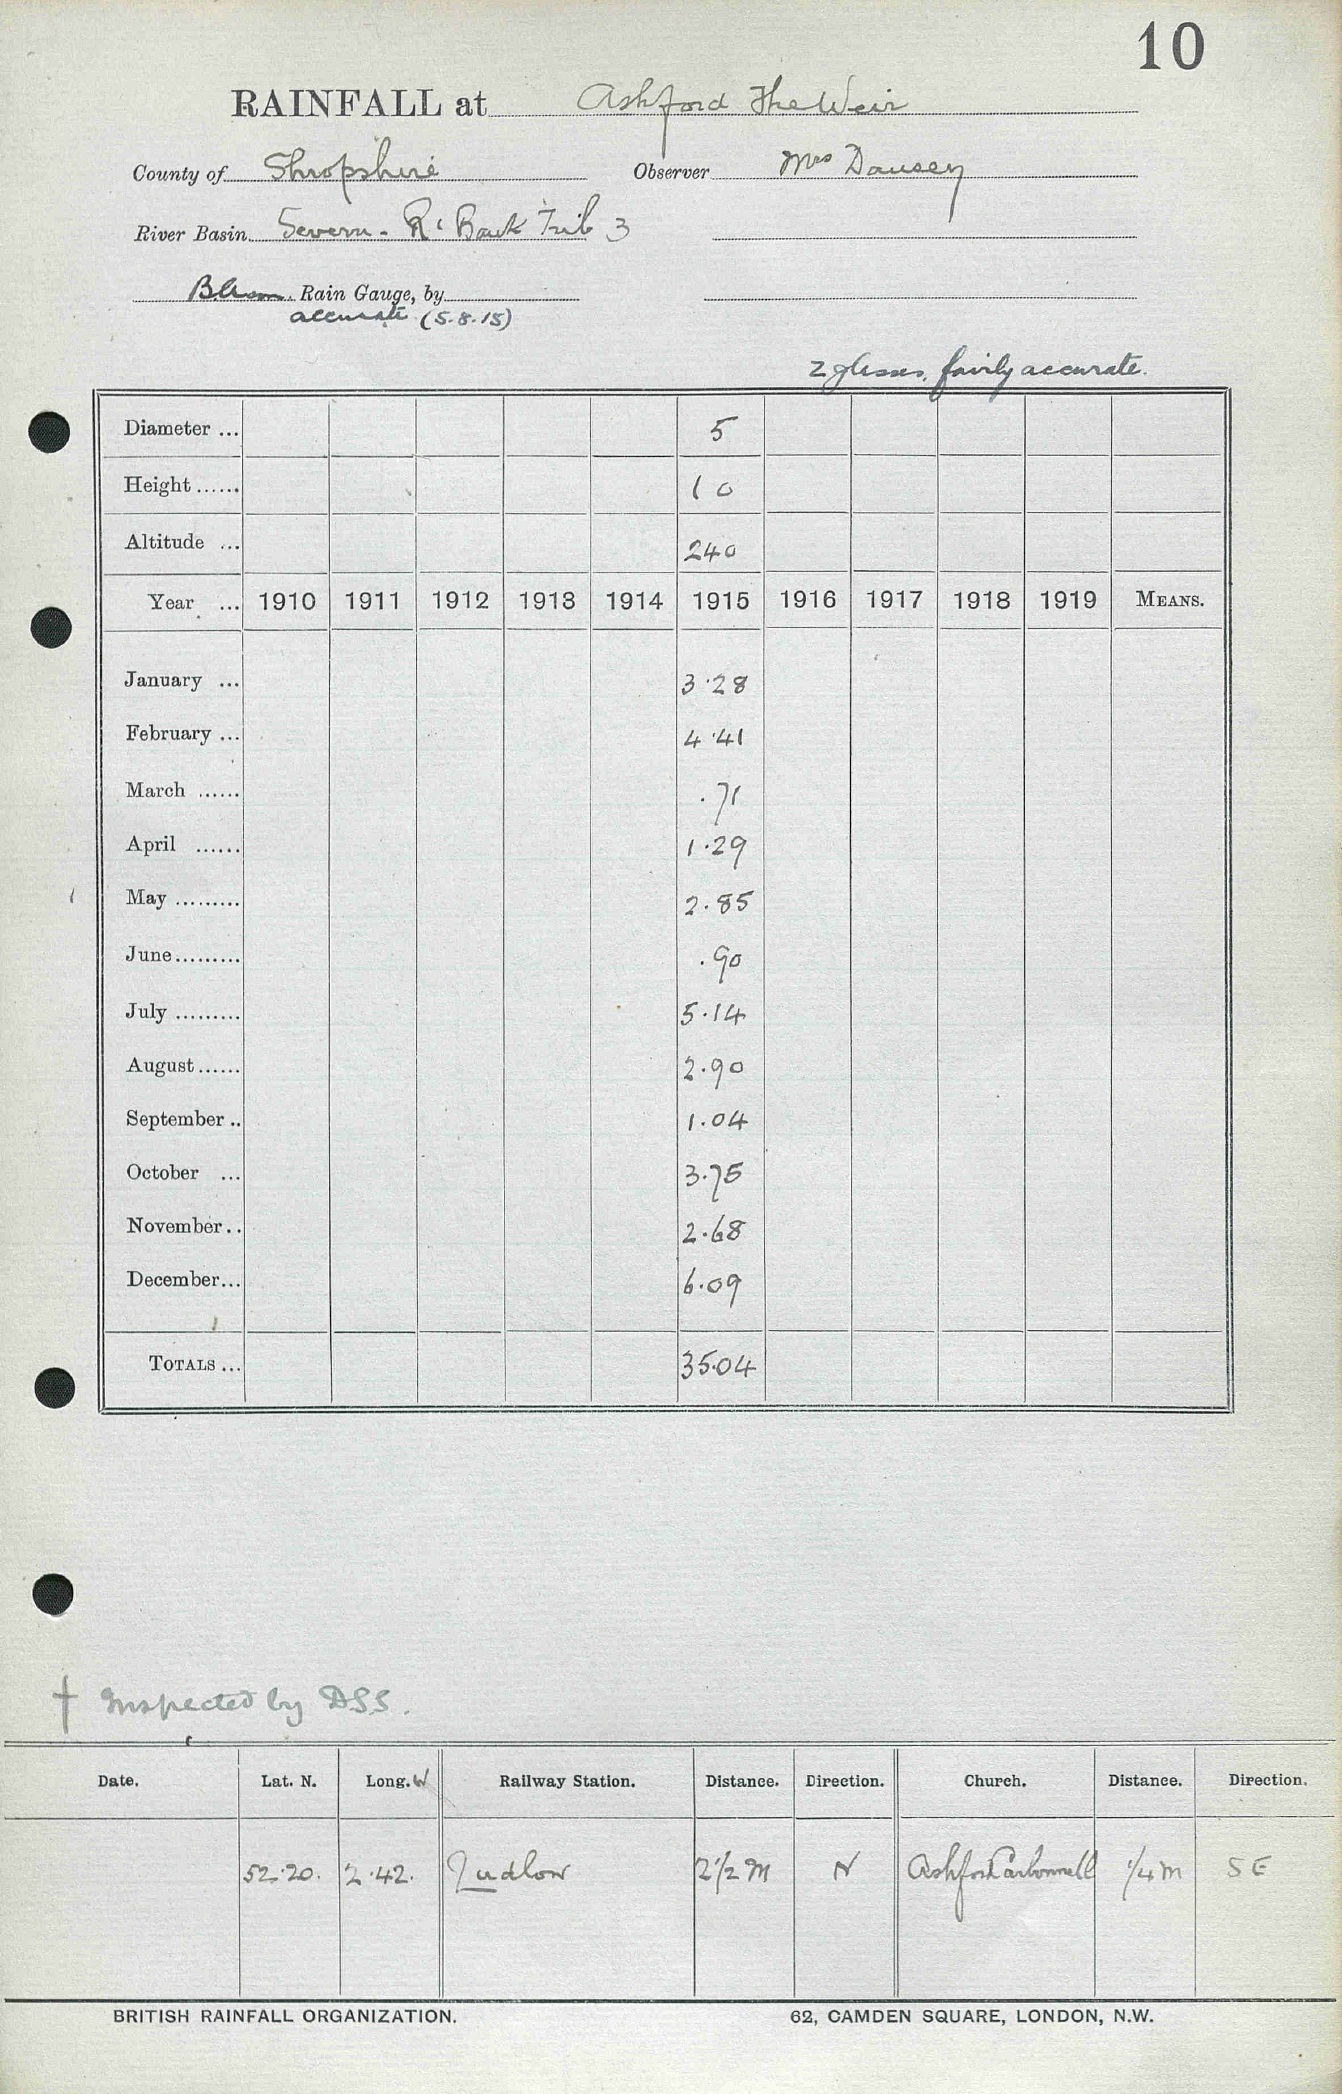 10
RAINFALL at Ashford The Weir
County of Shropshire Observer Mrs
River Basin Severn - Rt Bank Trib 3
Rain Gauge, by
accurate (5.8.15)
2 glasses, fairly accurate.
Diameter ... 5
Height ...... 10
Altitude ... 240
Year ... 1910 1911 1912 1913 1914 1915 1916 1917 1918 1919 MEANS.
January ... 3.28
February ... 4.41
March ...... .71
April ...... 1.29
May ......... 2.85
June ......... .90
July ......... 5.14
August ...... 2.90
September .. 1.04
October ... 3.75
November .. 2.68
December ... 6.09
TOTALS ... 35.04
† Inspected by DSS.
Date. Lat. N. Long. W Railway Station. Distance. Direction. Church. Distance. Direction.
52.20. 2.42. Ludlow 2 1/2 m N Ashford Carbonnell 1/4 m SE
BRITISH RAINFALL ORGANIZATION. 62, CAMDEN SQUARE, LONDON, N.W.